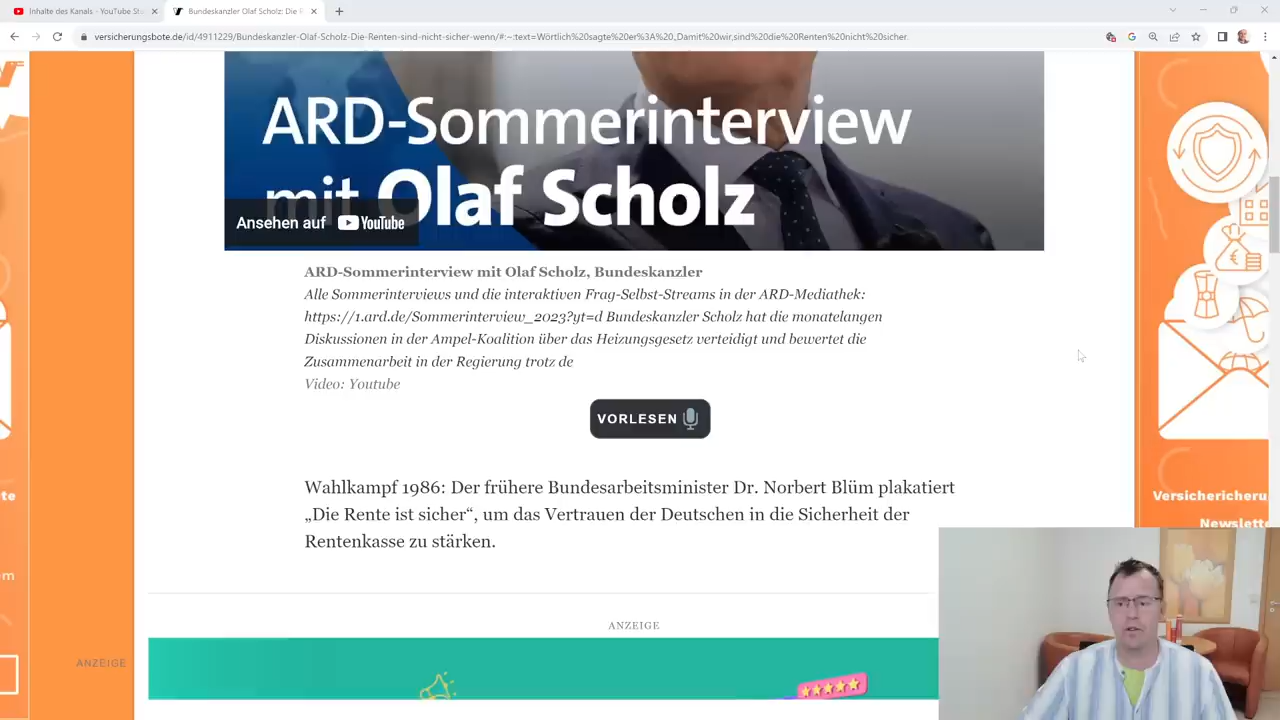 Inhalte des Kanals - YouTube St
Bundeskanzler Olaf Scholz: Die R
versicherungsbote.de/id/4911229/Bundeskanzler-Olaf-Scholz-Die-Renten-sind-nicht-sicher-wenn/#:~:text=Wörtlich%20sagte%20er%3A%20„Damit%20wir,sind%20die%20Renten%20nicht%20sicher.
ARD-Sommerinterview
mit Olaf Scholz
Ansehen auf YouTube
ARD-Sommerinterview mit Olaf Scholz, Bundeskanzler
Alle Sommerinterviews und die interaktiven Frag-Selbst-Streams in der ARD-Mediathek:
https://1.ard.de/Sommerinterview_2023?yt=d Bundeskanzler Scholz hat die monatelangen
Diskussionen in der Ampel-Koalition über das Heizungsgesetz verteidigt und bewertet die
Zusammenarbeit in der Regierung trotz de
Video: Youtube
VORLESEN
Wahlkampf 1986: Der frühere Bundesarbeitsminister Dr. Norbert Blüm plakatiert
„Die Rente ist sicher“, um das Vertrauen der Deutschen in die Sicherheit der
Rentenkasse zu stärken.
te
Versichericheru
Newslette
em
ANZEIGE
ANZEIGE